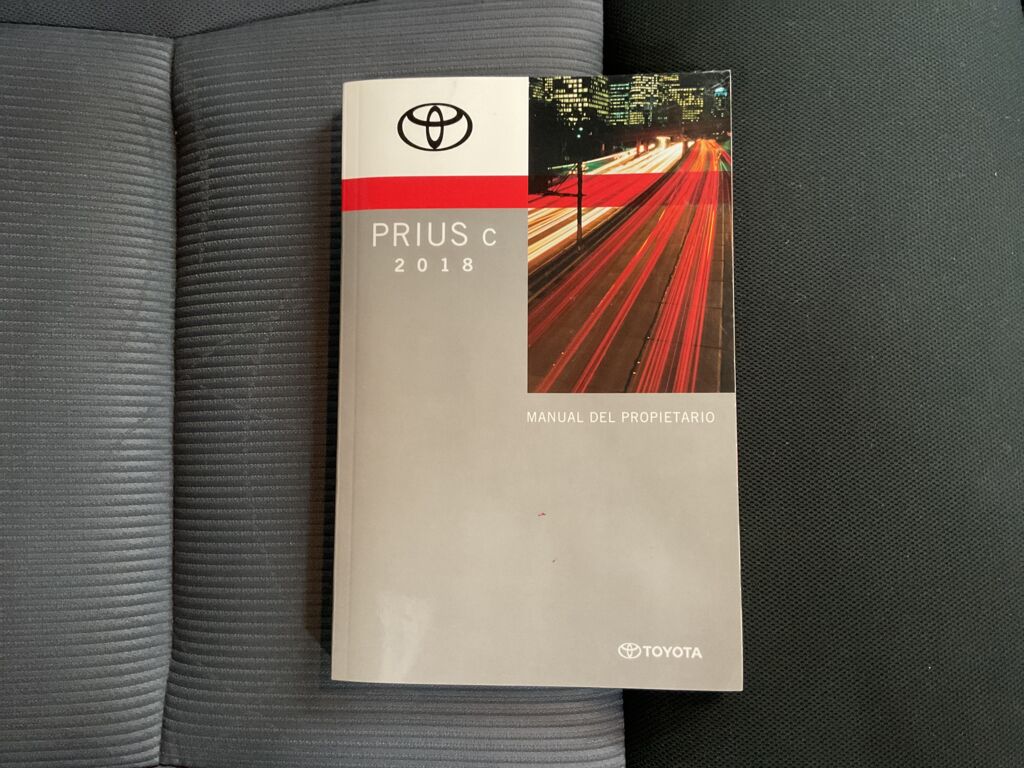 PRIUS c
2018
MANUAL DEL PROPIETARIO
TOYOTA